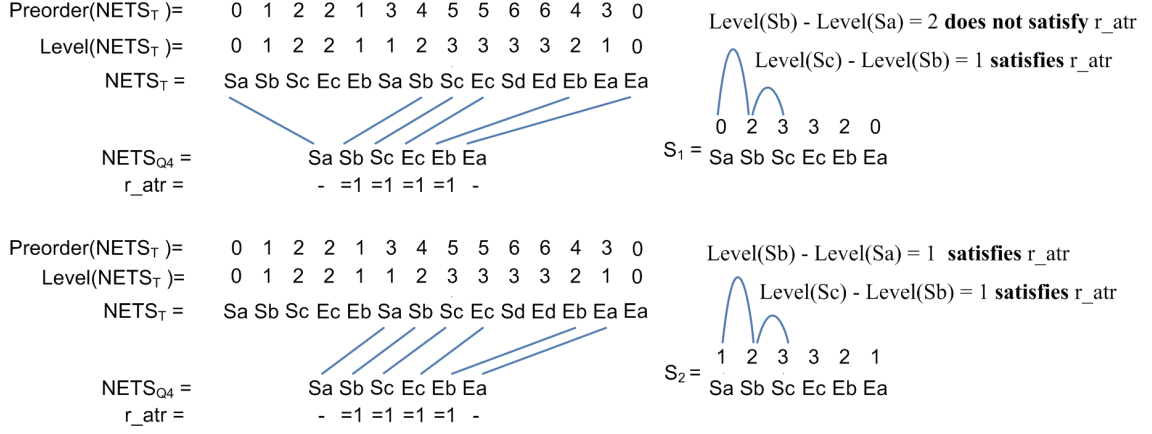 Preorder(NETS_T )= 0 1 2 2 1 3 4 5 5 6 6 4 3 0
Level(NETS_T )= 0 1 2 2 1 1 2 3 3 3 3 2 1 0
NETS_T = Sa Sb Sc Ec Eb Sa Sb Sc Ec Sd Ed Eb Ea Ea
NETS_Q4 = Sa Sb Sc Ec Eb Ea
r_atr = - =1 =1 =1 =1 -
Level(Sb) - Level(Sa) = 2 does not satisfy r_atr
Level(Sc) - Level(Sb) = 1 satisfies r_atr
0 2 3 3 2 0
S_1 = Sa Sb Sc Ec Eb Ea
Preorder(NETS_T )= 0 1 2 2 1 3 4 5 5 6 6 4 3 0
Level(NETS_T )= 0 1 2 2 1 1 2 3 3 3 3 2 1 0
NETS_T = Sa Sb Sc Ec Eb Sa Sb Sc Ec Sd Ed Eb Ea Ea
NETS_Q4 = Sa Sb Sc Ec Eb Ea
r_atr = - =1 =1 =1 =1 -
Level(Sb) - Level(Sa) = 1 satisfies r_atr
Level(Sc) - Level(Sb) = 1 satisfies r_atr
1 2 3 3 2 1
S_2 = Sa Sb Sc Ec Eb Ea